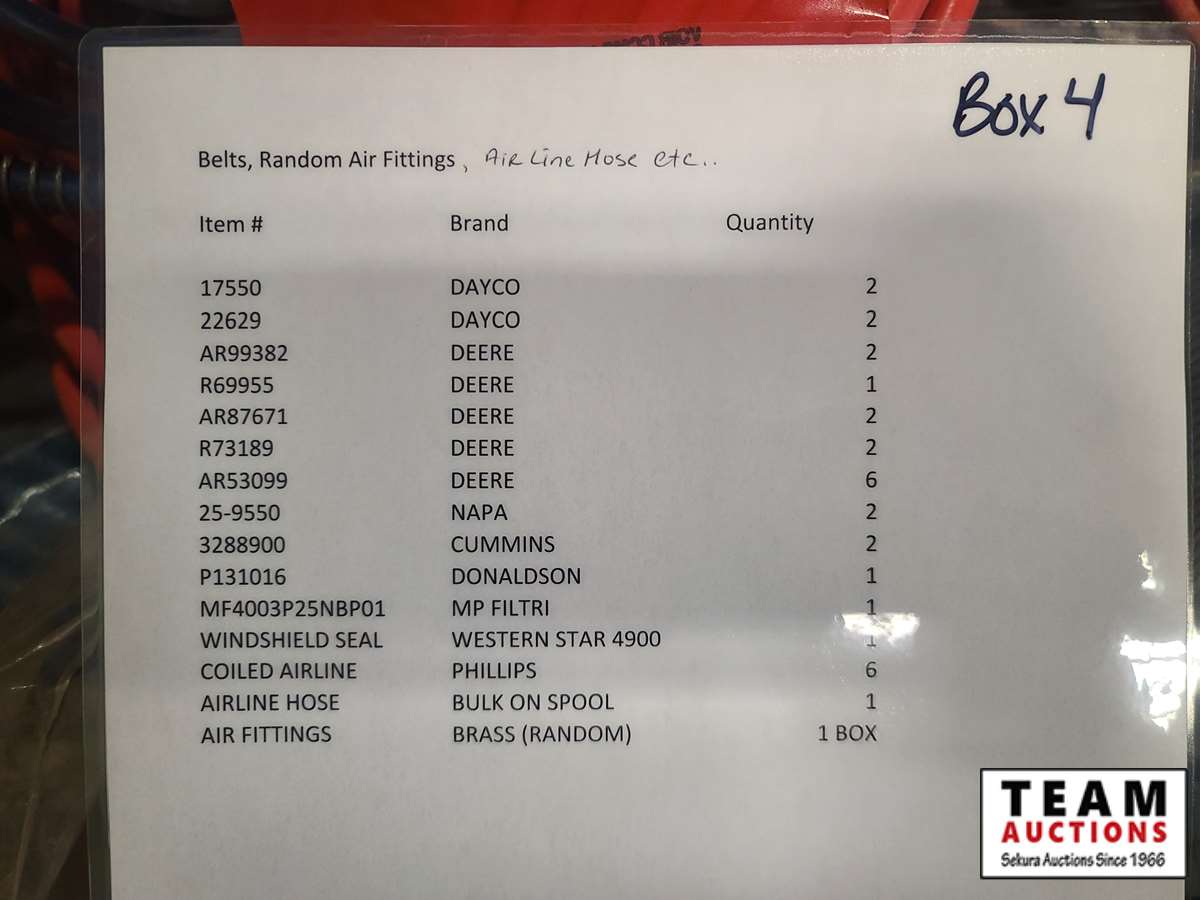 Box 4
Belts, Random Air Fittings, Air Line Hose etc..
Item # Brand Quantity
17550 DAYCO 2
22629 DAYCO 2
AR99382 DEERE 2
R69955 DEERE 1
AR87671 DEERE 2
R73189 DEERE 2
AR53099 DEERE 6
25-9550 NAPA 2
3288900 CUMMINS 2
P131016 DONALDSON 1
MF4003P25NBP01 MP FILTRI 1
WINDSHIELD SEAL WESTERN STAR 4900 1
COILED AIRLINE PHILLIPS 6
AIRLINE HOSE BULK ON SPOOL 1
AIR FITTINGS BRASS (RANDOM) 1 BOX
TEAM
AUCTIONS
Sekura Auctions Since 1966